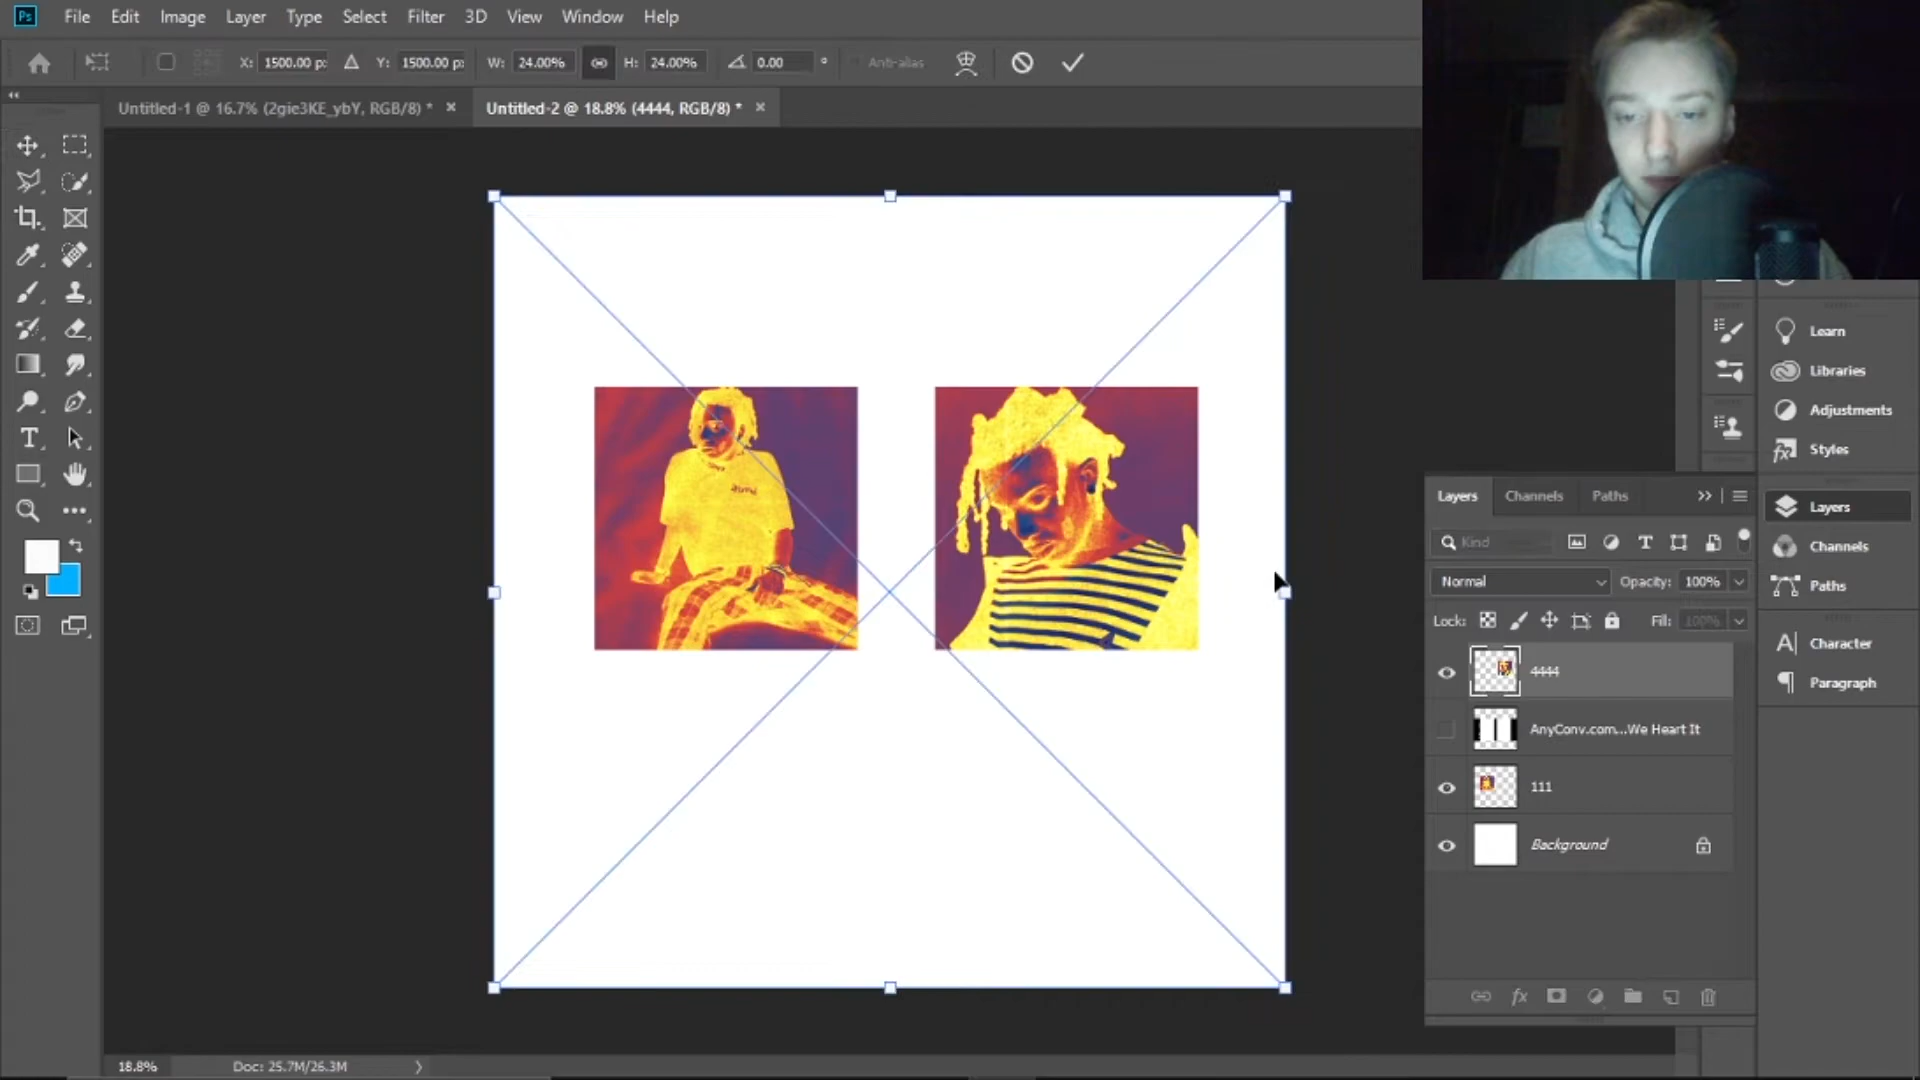 Ps File Edit Image Layer Type Select Filter 3D View Window Help
X: 1500.00 p: Y: 1500.00 p: W: 24.00% H: 24.00% 0.00 ° Anti-alias
Untitled-1 @ 16.7% (2gie3KE_ybY, RGB/8) * × Untitled-2 @ 18.8% (4444, RGB/8) * ×
Learn
Libraries
Adjustments
Styles
Layers
Channels
Paths
Character
Paragraph
Layers Channels Paths
Kind
Normal Opacity: 100%
Lock: Fill: 100%
4444
AnyConv.com...We Heart It
111
Background
18.8% Doc: 25.7M/26.3M